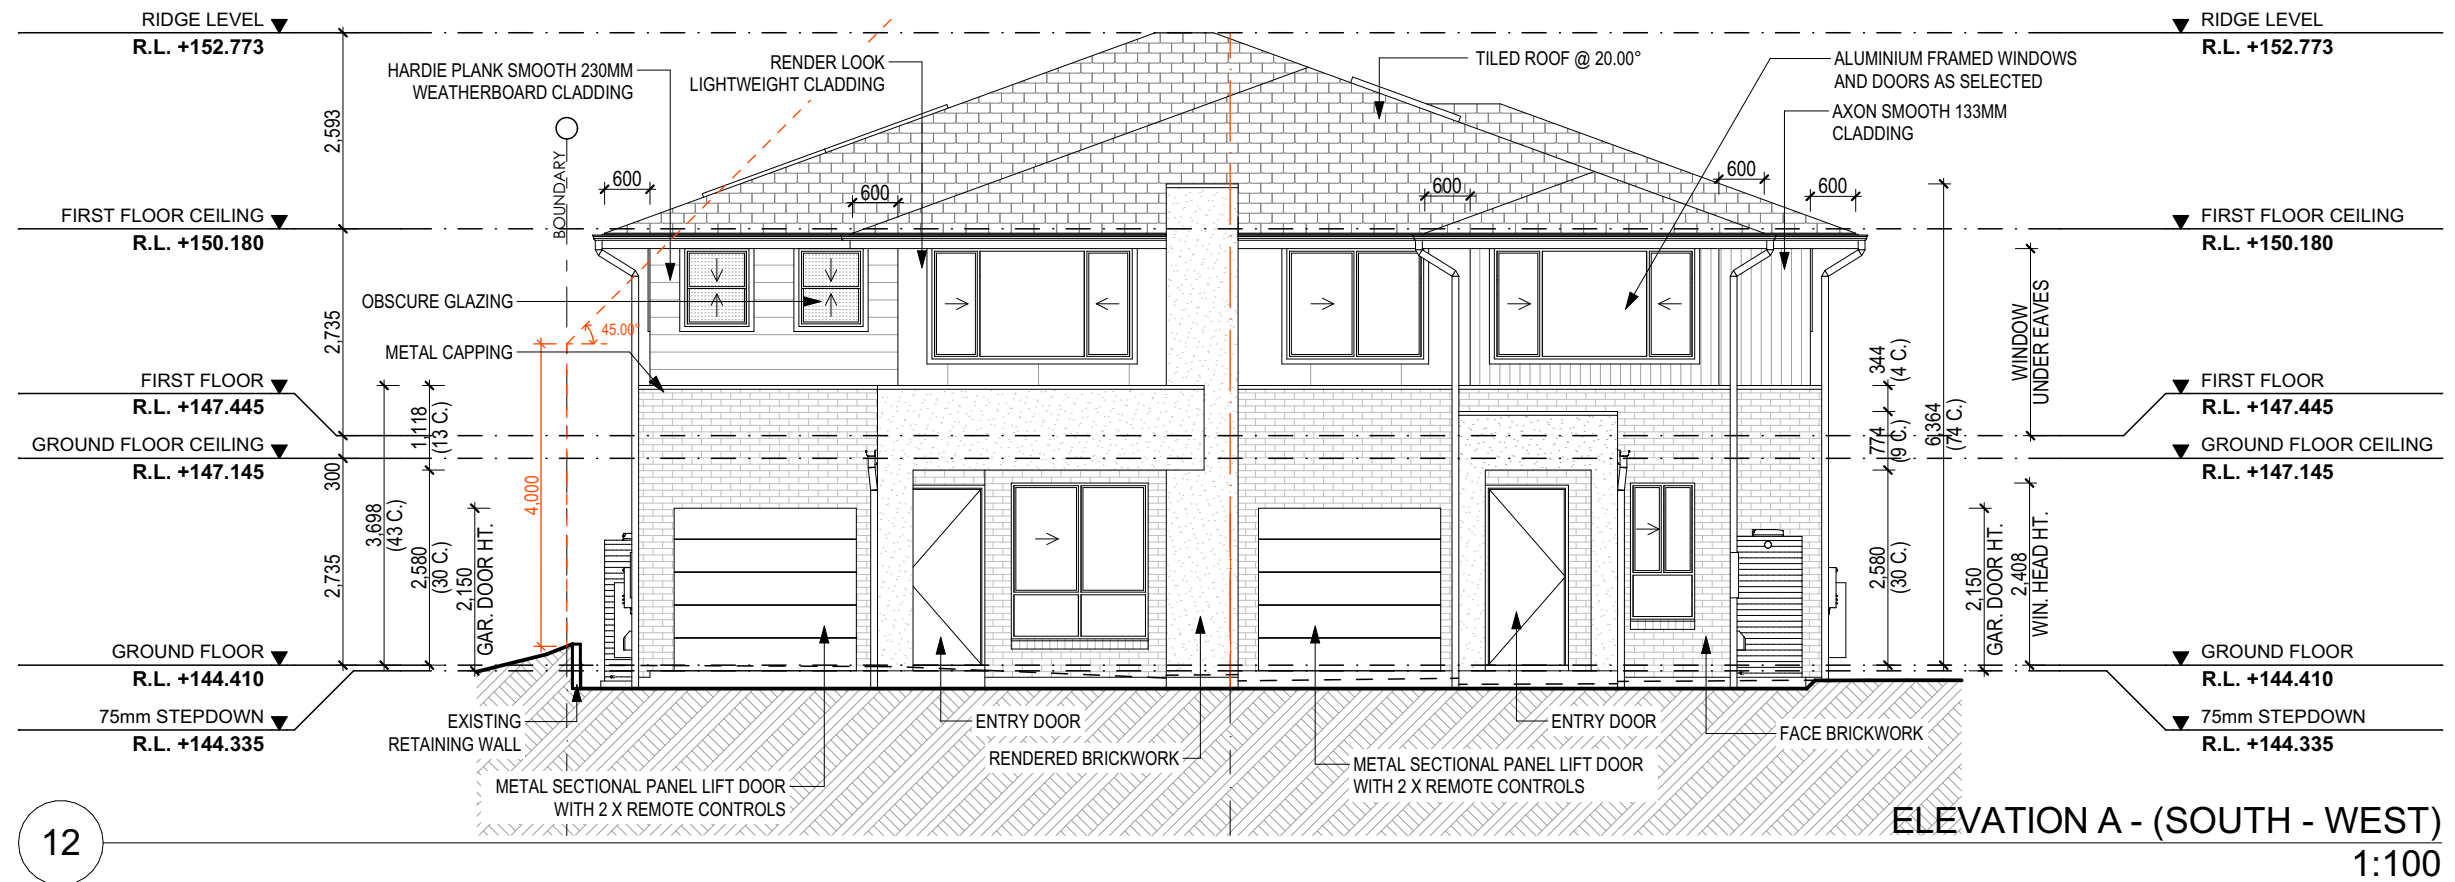 RIDGE LEVEL
R.L. +152.773
FIRST FLOOR CEILING
R.L. +150.180
FIRST FLOOR
R.L. +147.445
GROUND FLOOR CEILING
R.L. +147.145
GROUND FLOOR
R.L. +144.410
75mm STEPDOWN
R.L. +144.335
2,593
2,735
300
2,735
3,698
(43 C.)
1,118
(13 C.)
2,580
(30 C.)
2,150
GAR. DOOR HT.
4,000
45.00°
BOUNDARY
HARDIE PLANK SMOOTH 230MM
WEATHERBOARD CLADDING
RENDER LOOK
LIGHTWEIGHT CLADDING
TILED ROOF @ 20.00°
ALUMINIUM FRAMED WINDOWS
AND DOORS AS SELECTED
AXON SMOOTH 133MM
CLADDING
600
600
600
600
600
OBSCURE GLAZING
METAL CAPPING
EXISTING
RETAINING WALL
METAL SECTIONAL PANEL LIFT DOOR
WITH 2 X REMOTE CONTROLS
ENTRY DOOR
RENDERED BRICKWORK
METAL SECTIONAL PANEL LIFT DOOR
WITH 2 X REMOTE CONTROLS
ENTRY DOOR
FACE BRICKWORK
344
(4 C.)
774
(9 C.)
2,580
(30 C.)
6,364
(74 C.)
2,150
GAR. DOOR HT.
WINDOW
UNDER EAVES
2,408
WIN. HEAD HT.
RIDGE LEVEL
R.L. +152.773
FIRST FLOOR CEILING
R.L. +150.180
FIRST FLOOR
R.L. +147.445
GROUND FLOOR CEILING
R.L. +147.145
GROUND FLOOR
R.L. +144.410
75mm STEPDOWN
R.L. +144.335
12
ELEVATION A - (SOUTH - WEST)
1:100